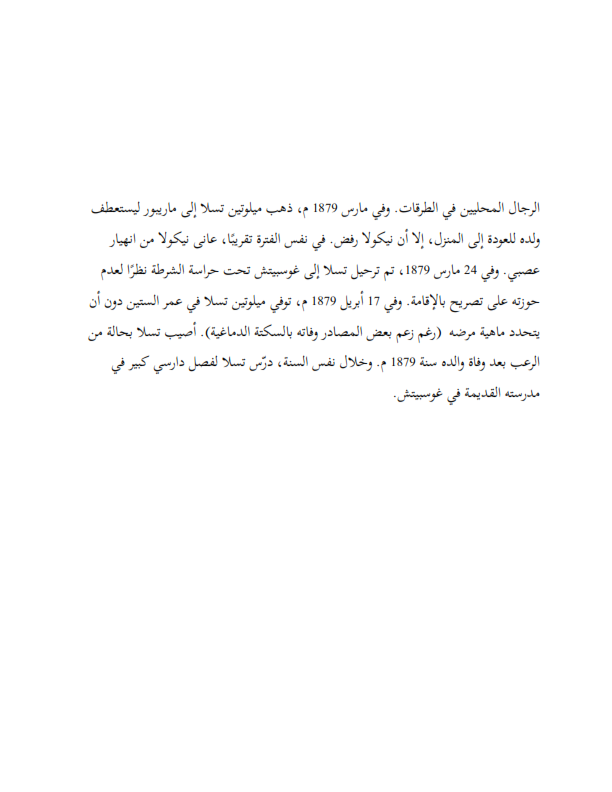 الرجال المحليين في الطرقات. وفي مارس 1879 م، ذهب ميلوتين تسلا إلى ماريبور ليستعطف
ولده للعودة إلى المنزل، إلا أن نيكولا رفض. في نفس الفترة تقريبًا، عانى نيكولا من انهيار
عصبي. وفي 24 مارس 1879، تم ترحيل تسلا إلى غوسبيتش تحت حراسة الشرطة نظرًا لعدم
حوزته على تصريح بالإقامة. وفي 17 أبريل 1879 م، توفي ميلوتين تسلا في عمر الستين دون أن
يتحدد ماهية مرضه (رغم زعم بعض المصادر وفاته بالسكتة الدماغية). أصيب تسلا بحالة من
الرعب بعد وفاة والده سنة 1879 م. وخلال نفس السنة، درّس تسلا لفصل دارسي كبير في
مدرسته القديمة في غوسبيتش.